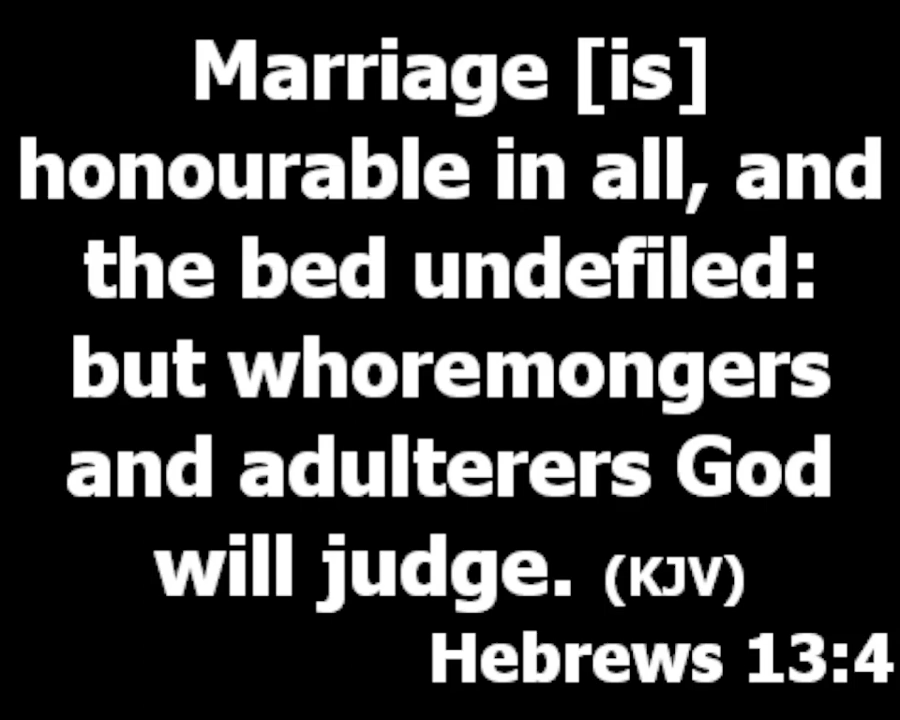 Marriage [is]
honourable in all, and
the bed undefiled:
but whoremongers
and adulterers God
will judge. (KJV)
Hebrews 13:4